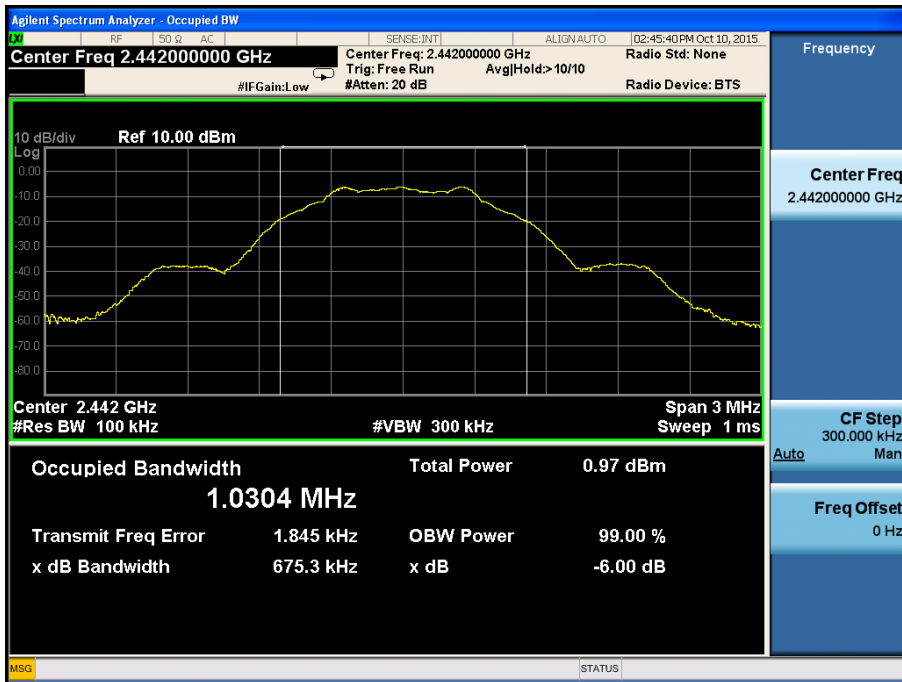 Agilent Spectrum Analyzer - Occupied BW
LXI RF 50 Ω AC SENSE:INT ALIGN AUTO 02:45:40 PM Oct 10, 2015
Center Freq 2.442000000 GHz
Center Freq: 2.442000000 GHz
Radio Std: None
Trig: Free Run
Avg|Hold:> 10/10
#IFGain:Low
#Atten: 20 dB
Radio Device: BTS
Frequency
10 dB/div
Ref 10.00 dBm
Log
0.00
-10.0
-20.0
-30.0
-40.0
-50.0
-60.0
-70.0
-80.0
Center 2.442 GHz
Span 3 MHz
#Res BW 100 kHz
#VBW 300 kHz
Sweep 1 ms
Center Freq
2.442000000 GHz
CF Step
300.000 kHz
Auto Man
Freq Offset
0 Hz
Occupied Bandwidth
1.0304 MHz
Total Power 0.97 dBm
Transmit Freq Error 1.845 kHz
OBW Power 99.00 %
x dB Bandwidth 675.3 kHz
x dB -6.00 dB
MSG
STATUS